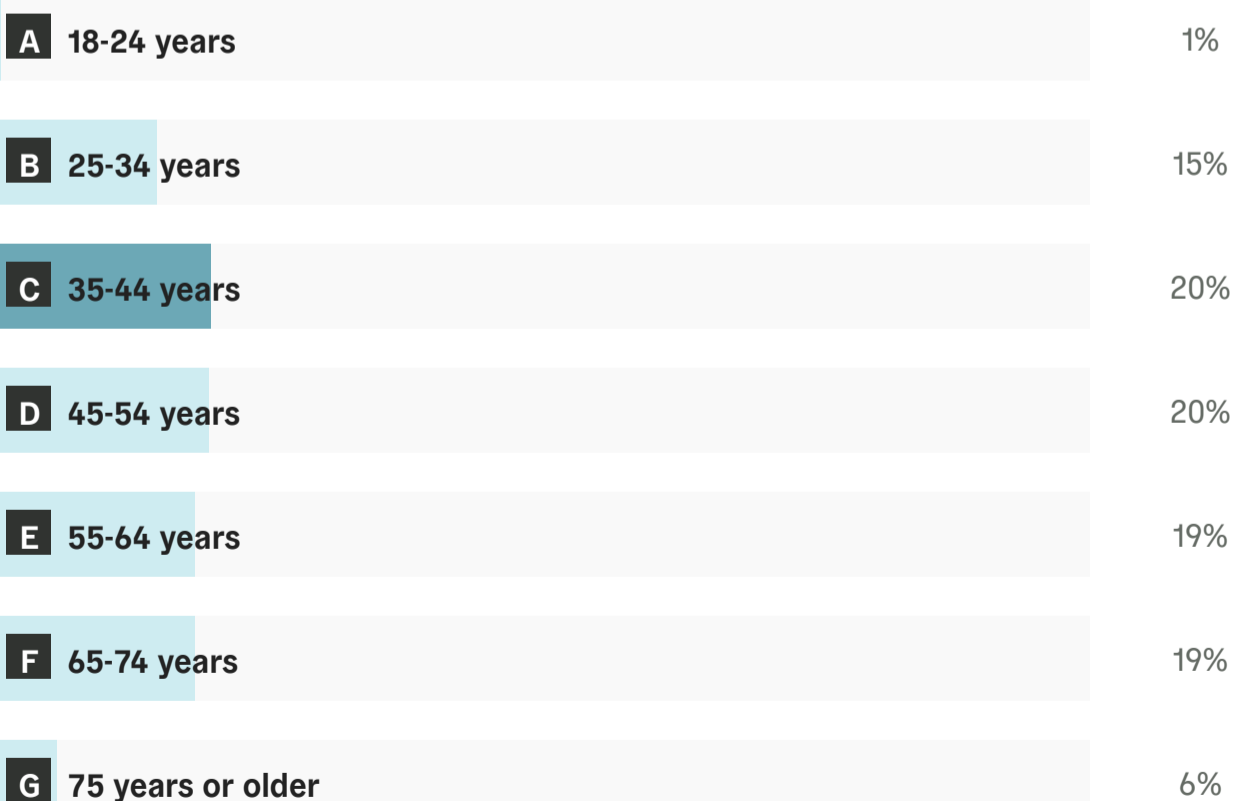 A 18-24 years 1%
B 25-34 years 15%
C 35-44 years 20%
D 45-54 years 20%
E 55-64 years 19%
F 65-74 years 19%
G 75 years or older 6%